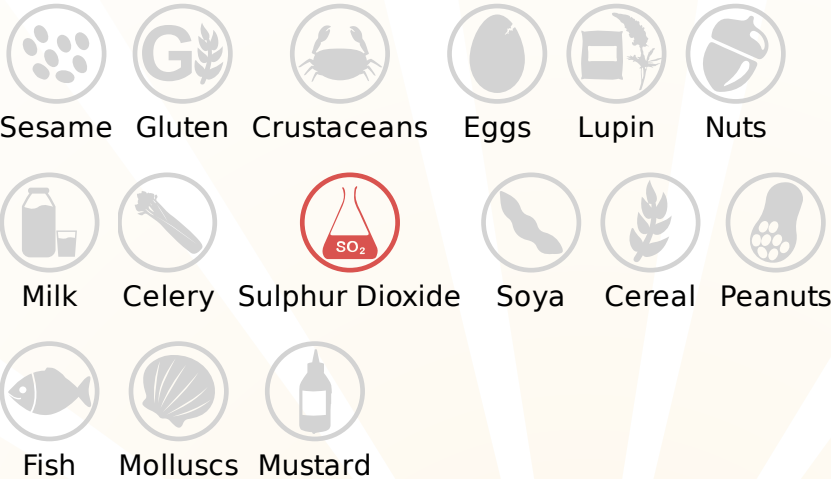 G
Sesame Gluten Crustaceans Eggs Lupin Nuts
SO₂
Milk Celery Sulphur Dioxide Soya Cereal Peanuts
Fish Molluscs Mustard